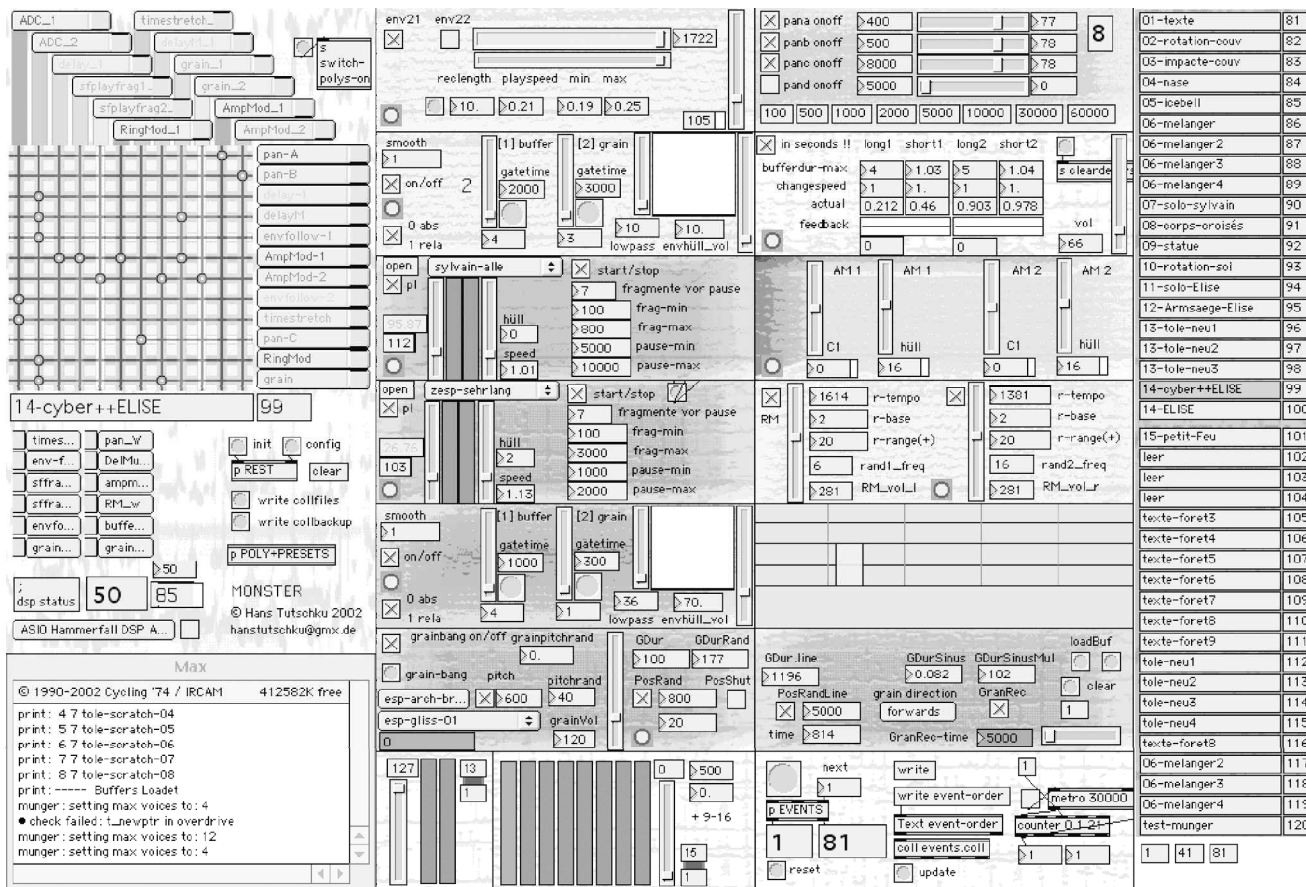 ADC_1
timestretch_
ADC_2
delayM_1
delay_1
grain_1
sfplayfrag1_
grain_2
sfplayfrag2_
AmpMod_1
RingMod_1
AmpMod_2
s
switch-
polys-on
pan-A
pan-B
delay-1
delayM
envfollow-1
AmpMod-1
AmpMod-2
envfollow-2
timestretch
pan-C
RingMod
grain
14-cyber++ELISE 99
times... pan_W
env-f... DelMu...
sffra... ampm...
sffra... RM_w
envfo... buffe...
grain... grain...
init config
p REST clear
write collfiles
write collbackup
p POLY+PRESETS
50
;
dsp status
50 85
MONSTER
© Hans Tutschku 2002
hanstutschku@gmx.de
ASIO Hammerfall DSP A...
Max
© 1990-2002 Cycling '74 / IRCAM 412582K free
print: 4 7 tole-scratch-04
print: 5 7 tole-scratch-05
print: 6 7 tole-scratch-06
print: 7 7 tole-scratch-07
print: 8 7 tole-scratch-08
print: ----- Buffers Loadet
munger: setting max voices to: 4
• check failed: t_newptr in overdrive
munger: setting max voices to: 12
munger: setting max voices to: 4
env21 env22
1722
reclength playspeed min max
10. 0.21 0.19 0.25
105
smooth [1] buffer [2] grain
1
on/off 2 gatetime gatetime
2000 3000
0 abs
1 rela
4 3 10 10.
lowpass envhüll_vol
open sylvain-alle start/stop
pl 7 fragmente vor pause
100 frag-min
95.87 hüll 800 frag-max
112 0 5000 pause-min
speed 10000 pause-max
1.01
open zesp-sehrlang start/stop
pl 7 fragmente vor pause
100 frag-min
26.76 hüll 3000 frag-max
103 2 1000 pause-min
speed 2000 pause-max
1.13
smooth [1] buffer [2] grain
1
on/off gatetime gatetime
1000 300
0 abs
1 rela
4 1 36 70.
lowpass envhüll_vol
grainbang on/off grainpitchrand
0.
grain-bang pitch pitchrand
esp-arch-br... 600 40
esp-gliss-01 grainVol
0 120
GDur GDurRand
100 177
PosRand PosShut
800
20
127 13
1
0 500
0.
+ 9-16
15
1
pana onoff 400 77
panb onoff 500 78
panc onoff 8000 78
pand onoff 5000 0
8
100 500 1000 2000 5000 10000 30000 60000
in seconds !! long1 short1 long2 short2
bufferdur-max 4 1.03 5 1.04
changespeed 1 1. 1 1.
actual 0.212 0.46 0.903 0.978
feedback
0 0
vol
66
AM 1 AM 1 AM 2 AM 2
C1 hüll C1 hüll
0 16 0 16
RM
1614 r-tempo 1381 r-tempo
2 r-base 2 r-base
20 r-range(+) 20 r-range(+)
6 rand1_freq 16 rand2_freq
281 RM_vol_l 281 RM_vol_r
GDur.line GDurSinus GDurSinusMul loadBuf
1196 0.082 102
PosRandLine grain direction GranRec clear
5000 forwards 1
time 814 GranRec-time 5000
next
1
p EVENTS
1 81
reset
write
write event-order
Text event-order
coll events.coll
update
1
metro 30000
counter 0 1 21
1 1
01-texte 81
02-rotation-couv 82
03-impacte-couv 83
04-nase 84
05-icebell 85
06-melanger 86
06-melanger2 87
06-melanger3 88
06-melanger4 89
07-solo-sylvain 90
08-corps-croisés 91
09-statue 92
10-rotation-sol 93
11-solo-Elise 94
12-Armsaege-Elise 95
13-tole-neu1 96
13-tole-neu2 97
13-tole-neu3 98
14-cyber++ELISE 99
14-ELISE 100
15-petit-Feu 101
leer 102
leer 103
leer 104
texte-foret3 105
texte-foret4 106
texte-foret5 107
texte-foret6 108
texte-foret7 109
texte-foret8 110
texte-foret9 111
tole-neu1 112
tole-neu2 113
tole-neu3 114
tole-neu4 115
texte-foret8 116
06-melanger2 117
06-melanger3 118
06-melanger4 119
test-munger 120
1 41 81